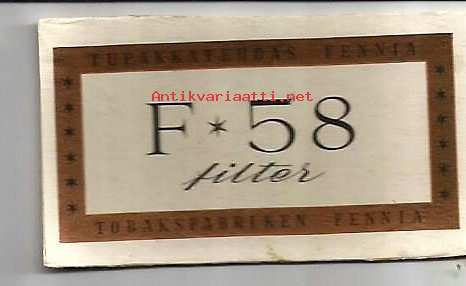 TUPAKKATEHDAS FENNIA
Antikvariaatti.net
F*58
filter
TOBAKSFABRIKEN FENNIA